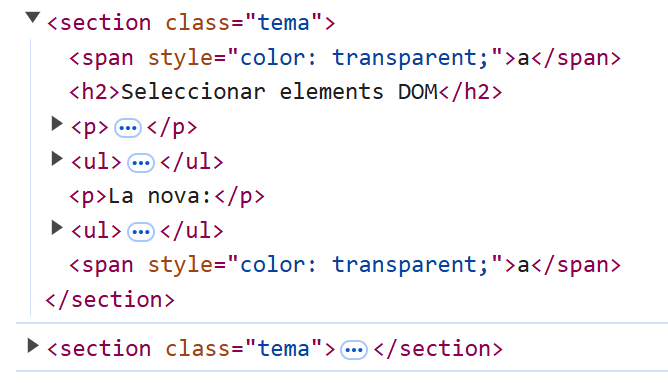 <section class="tema">
<span style="color: transparent;">a</span>
<h2>Seleccionar elements DOM</h2>
<p>…</p>
<ul>…</ul>
<p>La nova:</p>
<ul>…</ul>
<span style="color: transparent;">a</span>
</section>
<section class="tema">…</section>